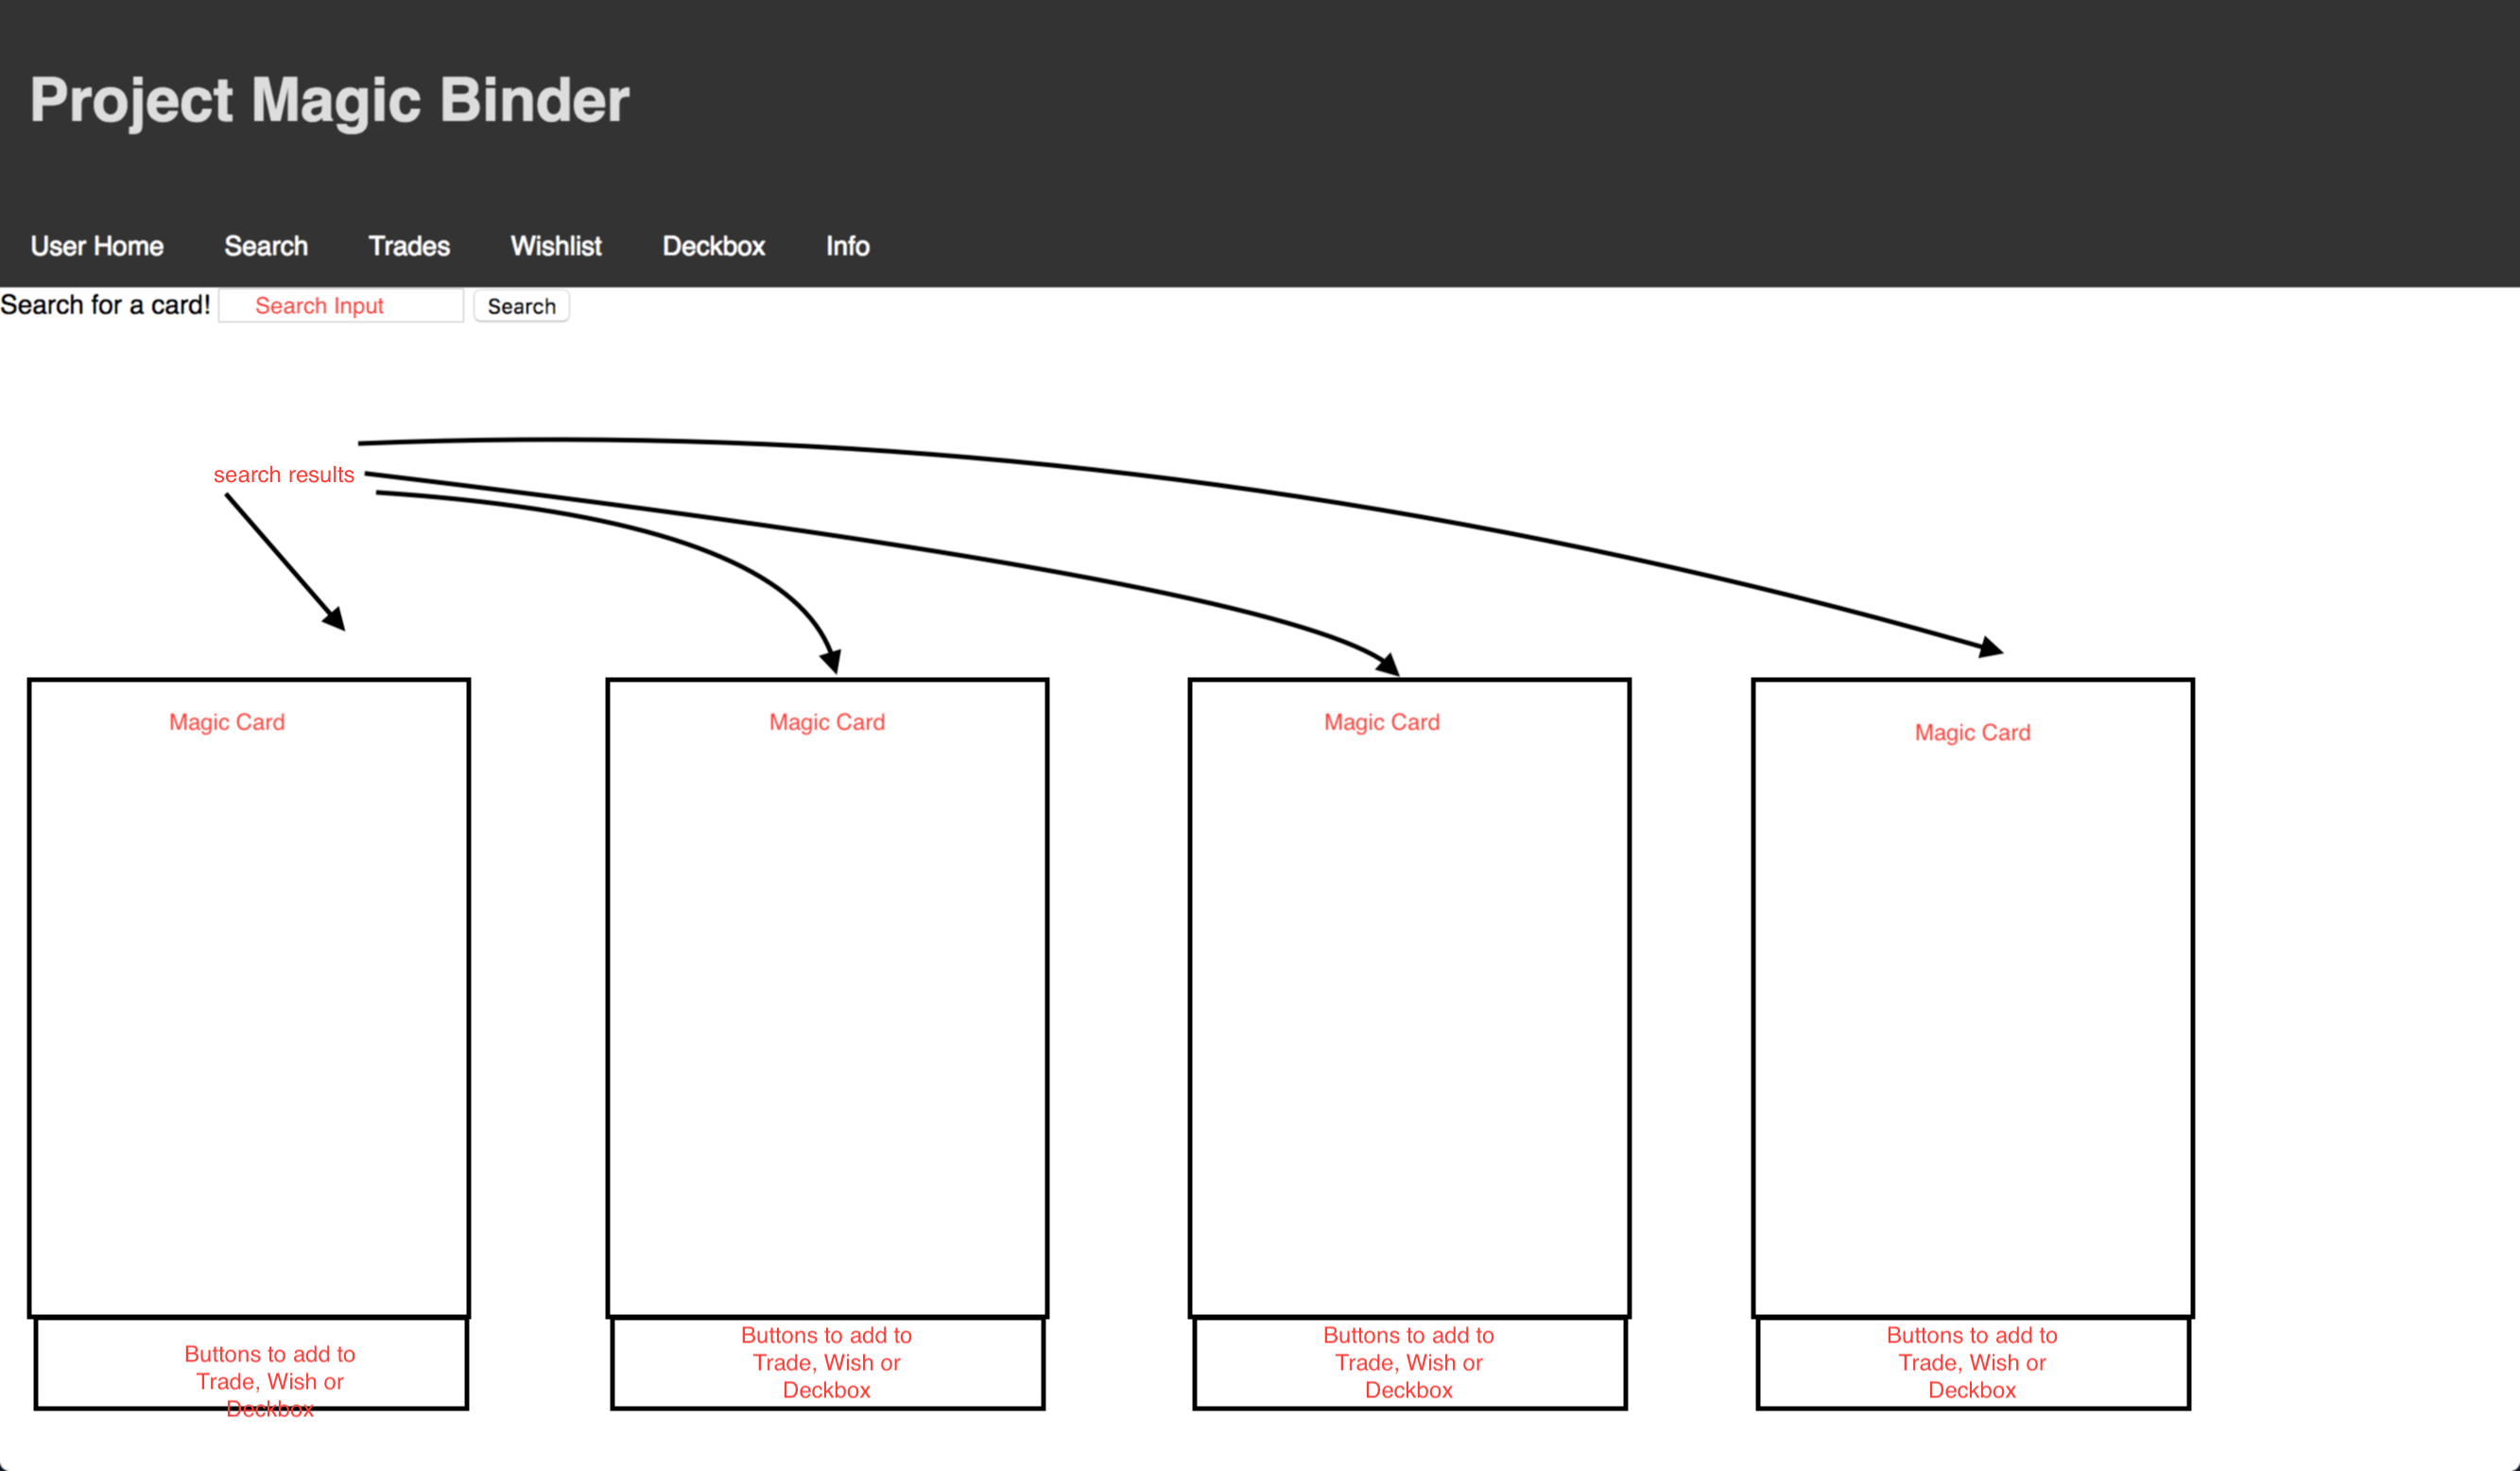 Project Magic Binder
User Home Search Trades Wishlist Deckbox Info
Search for a card! Search Input Search
search results
Magic Card Magic Card Magic Card Magic Card
Buttons to add to
Trade, Wish or
Deckbox
Buttons to add to
Trade, Wish or
Deckbox
Buttons to add to
Trade, Wish or
Deckbox
Buttons to add to
Trade, Wish or
Deckbox